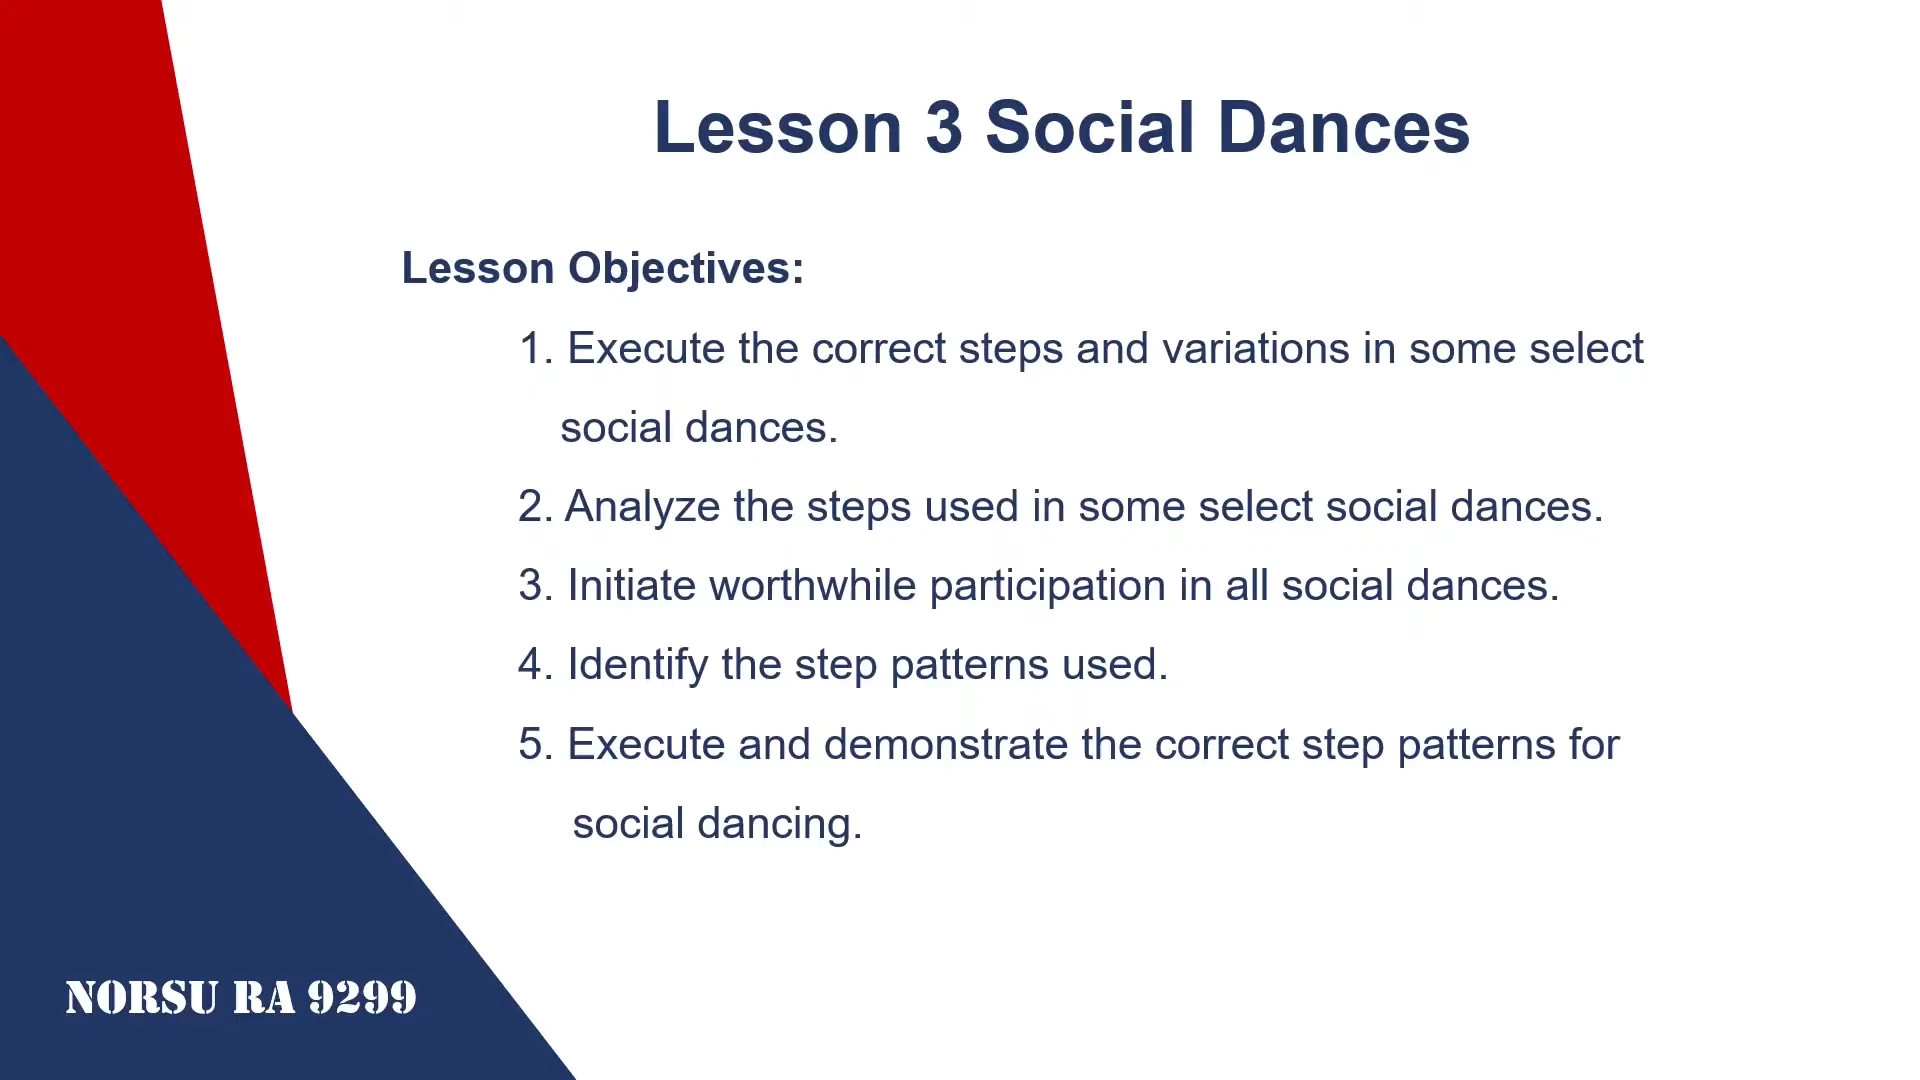 Lesson 3 Social Dances
Lesson Objectives:
1. Execute the correct steps and variations in some select
social dances.
2. Analyze the steps used in some select social dances.
3. Initiate worthwhile participation in all social dances.
4. Identify the step patterns used.
5. Execute and demonstrate the correct step patterns for
social dancing.
NORSU RA 9299